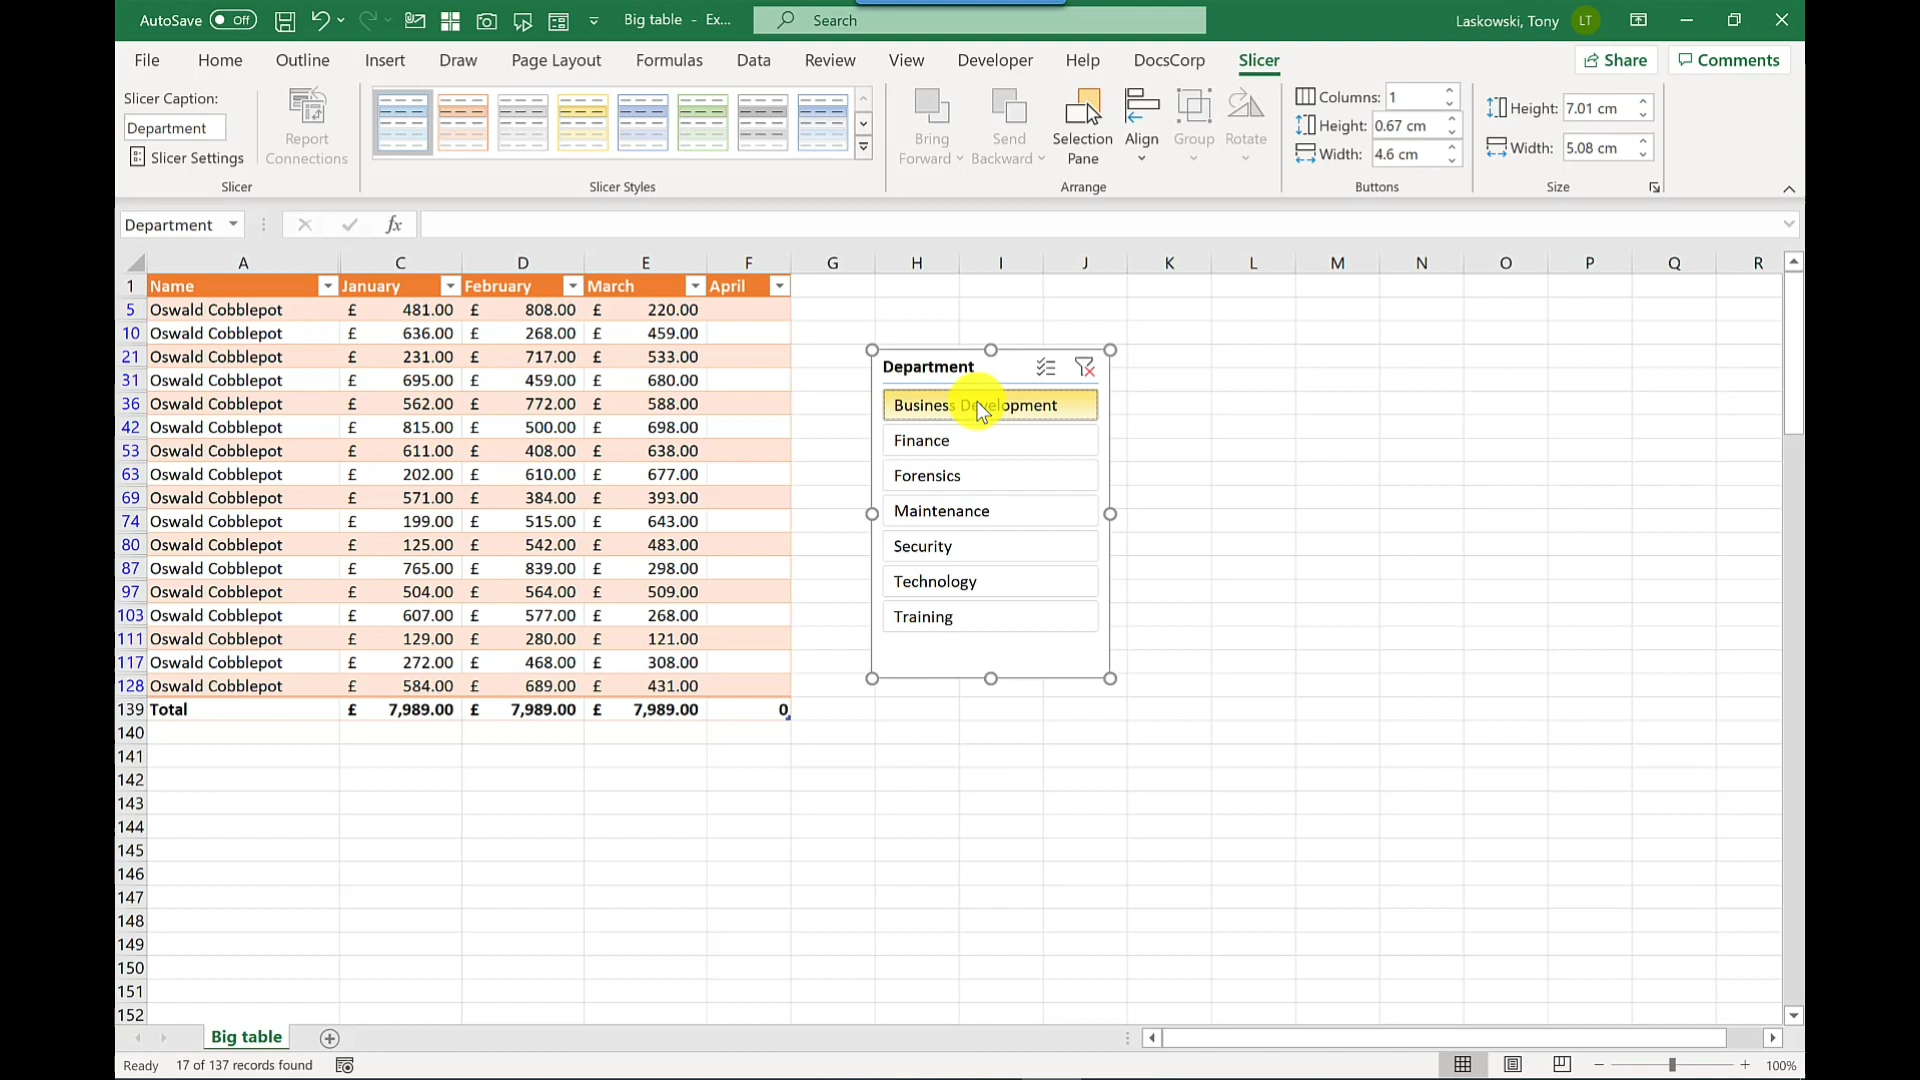 AutoSave Off Big table - Ex... Search Laskowski, Tony LT
File Home Outline Insert Draw Page Layout Formulas Data Review View Developer Help DocsCorp Slicer Share Comments
Slicer Caption:
Department
Slicer Settings
Report
Connections
Slicer
Slicer Styles
Bring
Forward
Send
Backward
Selection
Pane
Align
Group
Rotate
Arrange
Columns: 1
Height: 0.67 cm
Width: 4.6 cm
Buttons
Height: 7.01 cm
Width: 5.08 cm
Size
Department fx
A C D E F G H I J K L M N O P Q R
1 Name January February March April
5 Oswald Cobblepot £ 481.00 £ 808.00 £ 220.00
10 Oswald Cobblepot £ 636.00 £ 268.00 £ 459.00
21 Oswald Cobblepot £ 231.00 £ 717.00 £ 533.00
31 Oswald Cobblepot £ 695.00 £ 459.00 £ 680.00
36 Oswald Cobblepot £ 562.00 £ 772.00 £ 588.00
42 Oswald Cobblepot £ 815.00 £ 500.00 £ 698.00
53 Oswald Cobblepot £ 611.00 £ 408.00 £ 638.00
63 Oswald Cobblepot £ 202.00 £ 610.00 £ 677.00
69 Oswald Cobblepot £ 571.00 £ 384.00 £ 393.00
74 Oswald Cobblepot £ 199.00 £ 515.00 £ 643.00
80 Oswald Cobblepot £ 125.00 £ 542.00 £ 483.00
87 Oswald Cobblepot £ 765.00 £ 839.00 £ 298.00
97 Oswald Cobblepot £ 504.00 £ 564.00 £ 509.00
103 Oswald Cobblepot £ 607.00 £ 577.00 £ 268.00
111 Oswald Cobblepot £ 129.00 £ 280.00 £ 121.00
117 Oswald Cobblepot £ 272.00 £ 468.00 £ 308.00
128 Oswald Cobblepot £ 584.00 £ 689.00 £ 431.00
139 Total £ 7,989.00 £ 7,989.00 £ 7,989.00 0
140
141
142
143
144
145
146
147
148
149
150
151
152
Department
Business Development
Finance
Forensics
Maintenance
Security
Technology
Training
Big table
Ready 17 of 137 records found 100%